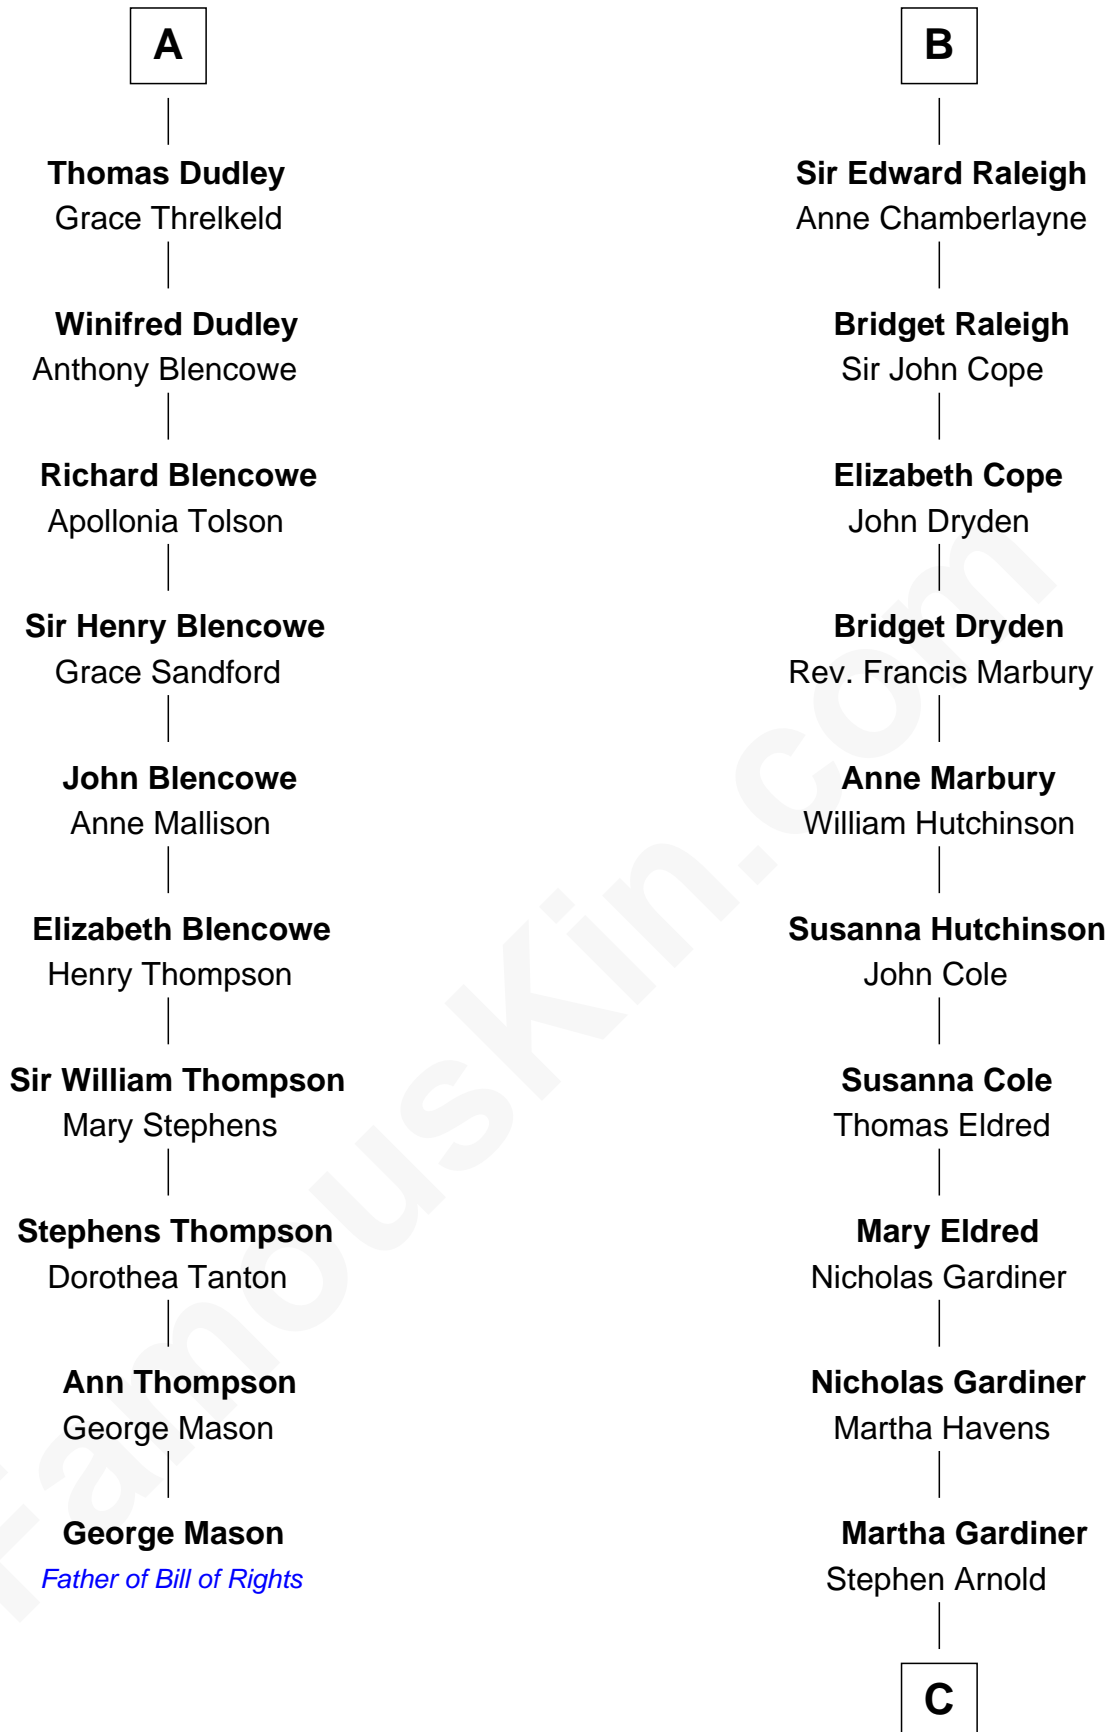 A
Thomas Dudley
Grace Threlkeld
Winifred Dudley
Anthony Blencowe
Richard Blencowe
Apollonia Tolson
Sir Henry Blencowe
Grace Sandford
John Blencowe
Anne Mallison
Elizabeth Blencowe
Henry Thompson
Sir William Thompson
Mary Stephens
Stephens Thompson
Dorothea Tanton
Ann Thompson
George Mason
George Mason
Father of Bill of Rights
B
Sir Edward Raleigh
Anne Chamberlayne
Bridget Raleigh
Sir John Cope
Elizabeth Cope
John Dryden
Bridget Dryden
Rev. Francis Marbury
Anne Marbury
William Hutchinson
Susanna Hutchinson
John Cole
Susanna Cole
Thomas Eldred
Mary Eldred
Nicholas Gardiner
Nicholas Gardiner
Martha Havens
Martha Gardiner
Stephen Arnold
C
FamousKin.com